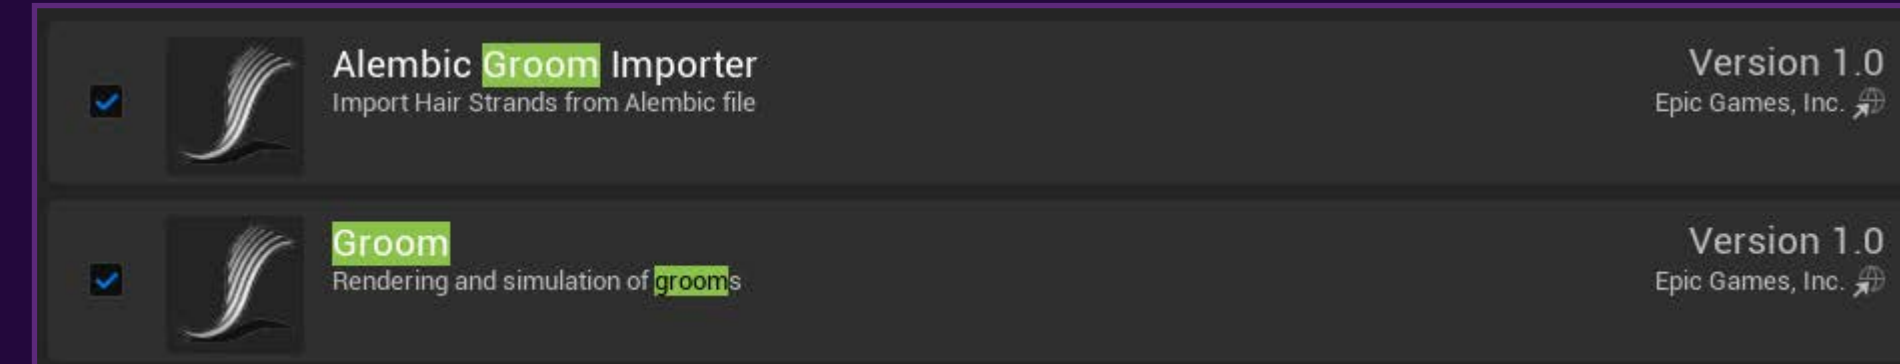 Alembic Groom Importer
Version 1.0
Import Hair Strands from Alembic file
Epic Games, Inc.
Groom
Version 1.0
Rendering and simulation of grooms
Epic Games, Inc.